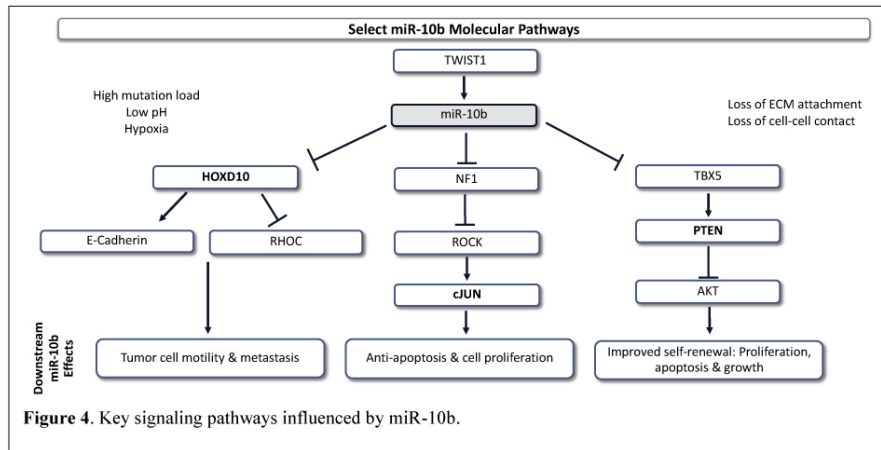 Select miR-10b Molecular Pathways
TWIST1
High mutation load
Low pH
Hypoxia
miR-10b
Loss of ECM attachment
Loss of cell-cell contact
HOXD10
NF1
TBX5
E-Cadherin
RHOC
ROCK
PTEN
cJUN
AKT
Downstream
miR-10b
Effects
Tumor cell motility & metastasis
Anti-apoptosis & cell proliferation
Improved self-renewal: Proliferation,
apoptosis & growth
Figure 4. Key signaling pathways influenced by miR-10b.